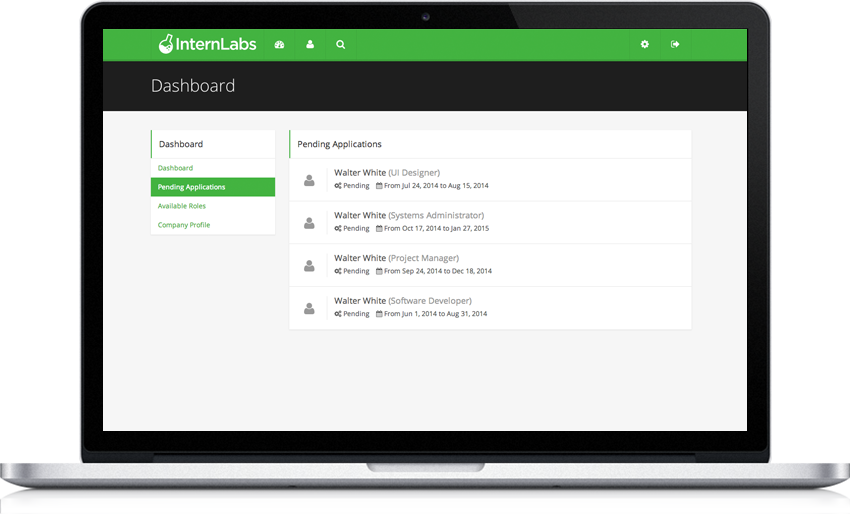 InternLabs
Dashboard
Dashboard
Dashboard
Pending Applications
Available Roles
Company Profile
Pending Applications
Walter White (UI Designer)
Pending From Jul 24, 2014 to Aug 15, 2014
Walter White (Systems Administrator)
Pending From Oct 17, 2014 to Jan 27, 2015
Walter White (Project Manager)
Pending From Sep 24, 2014 to Dec 18, 2014
Walter White (Software Developer)
Pending From Jun 1, 2014 to Aug 31, 2014